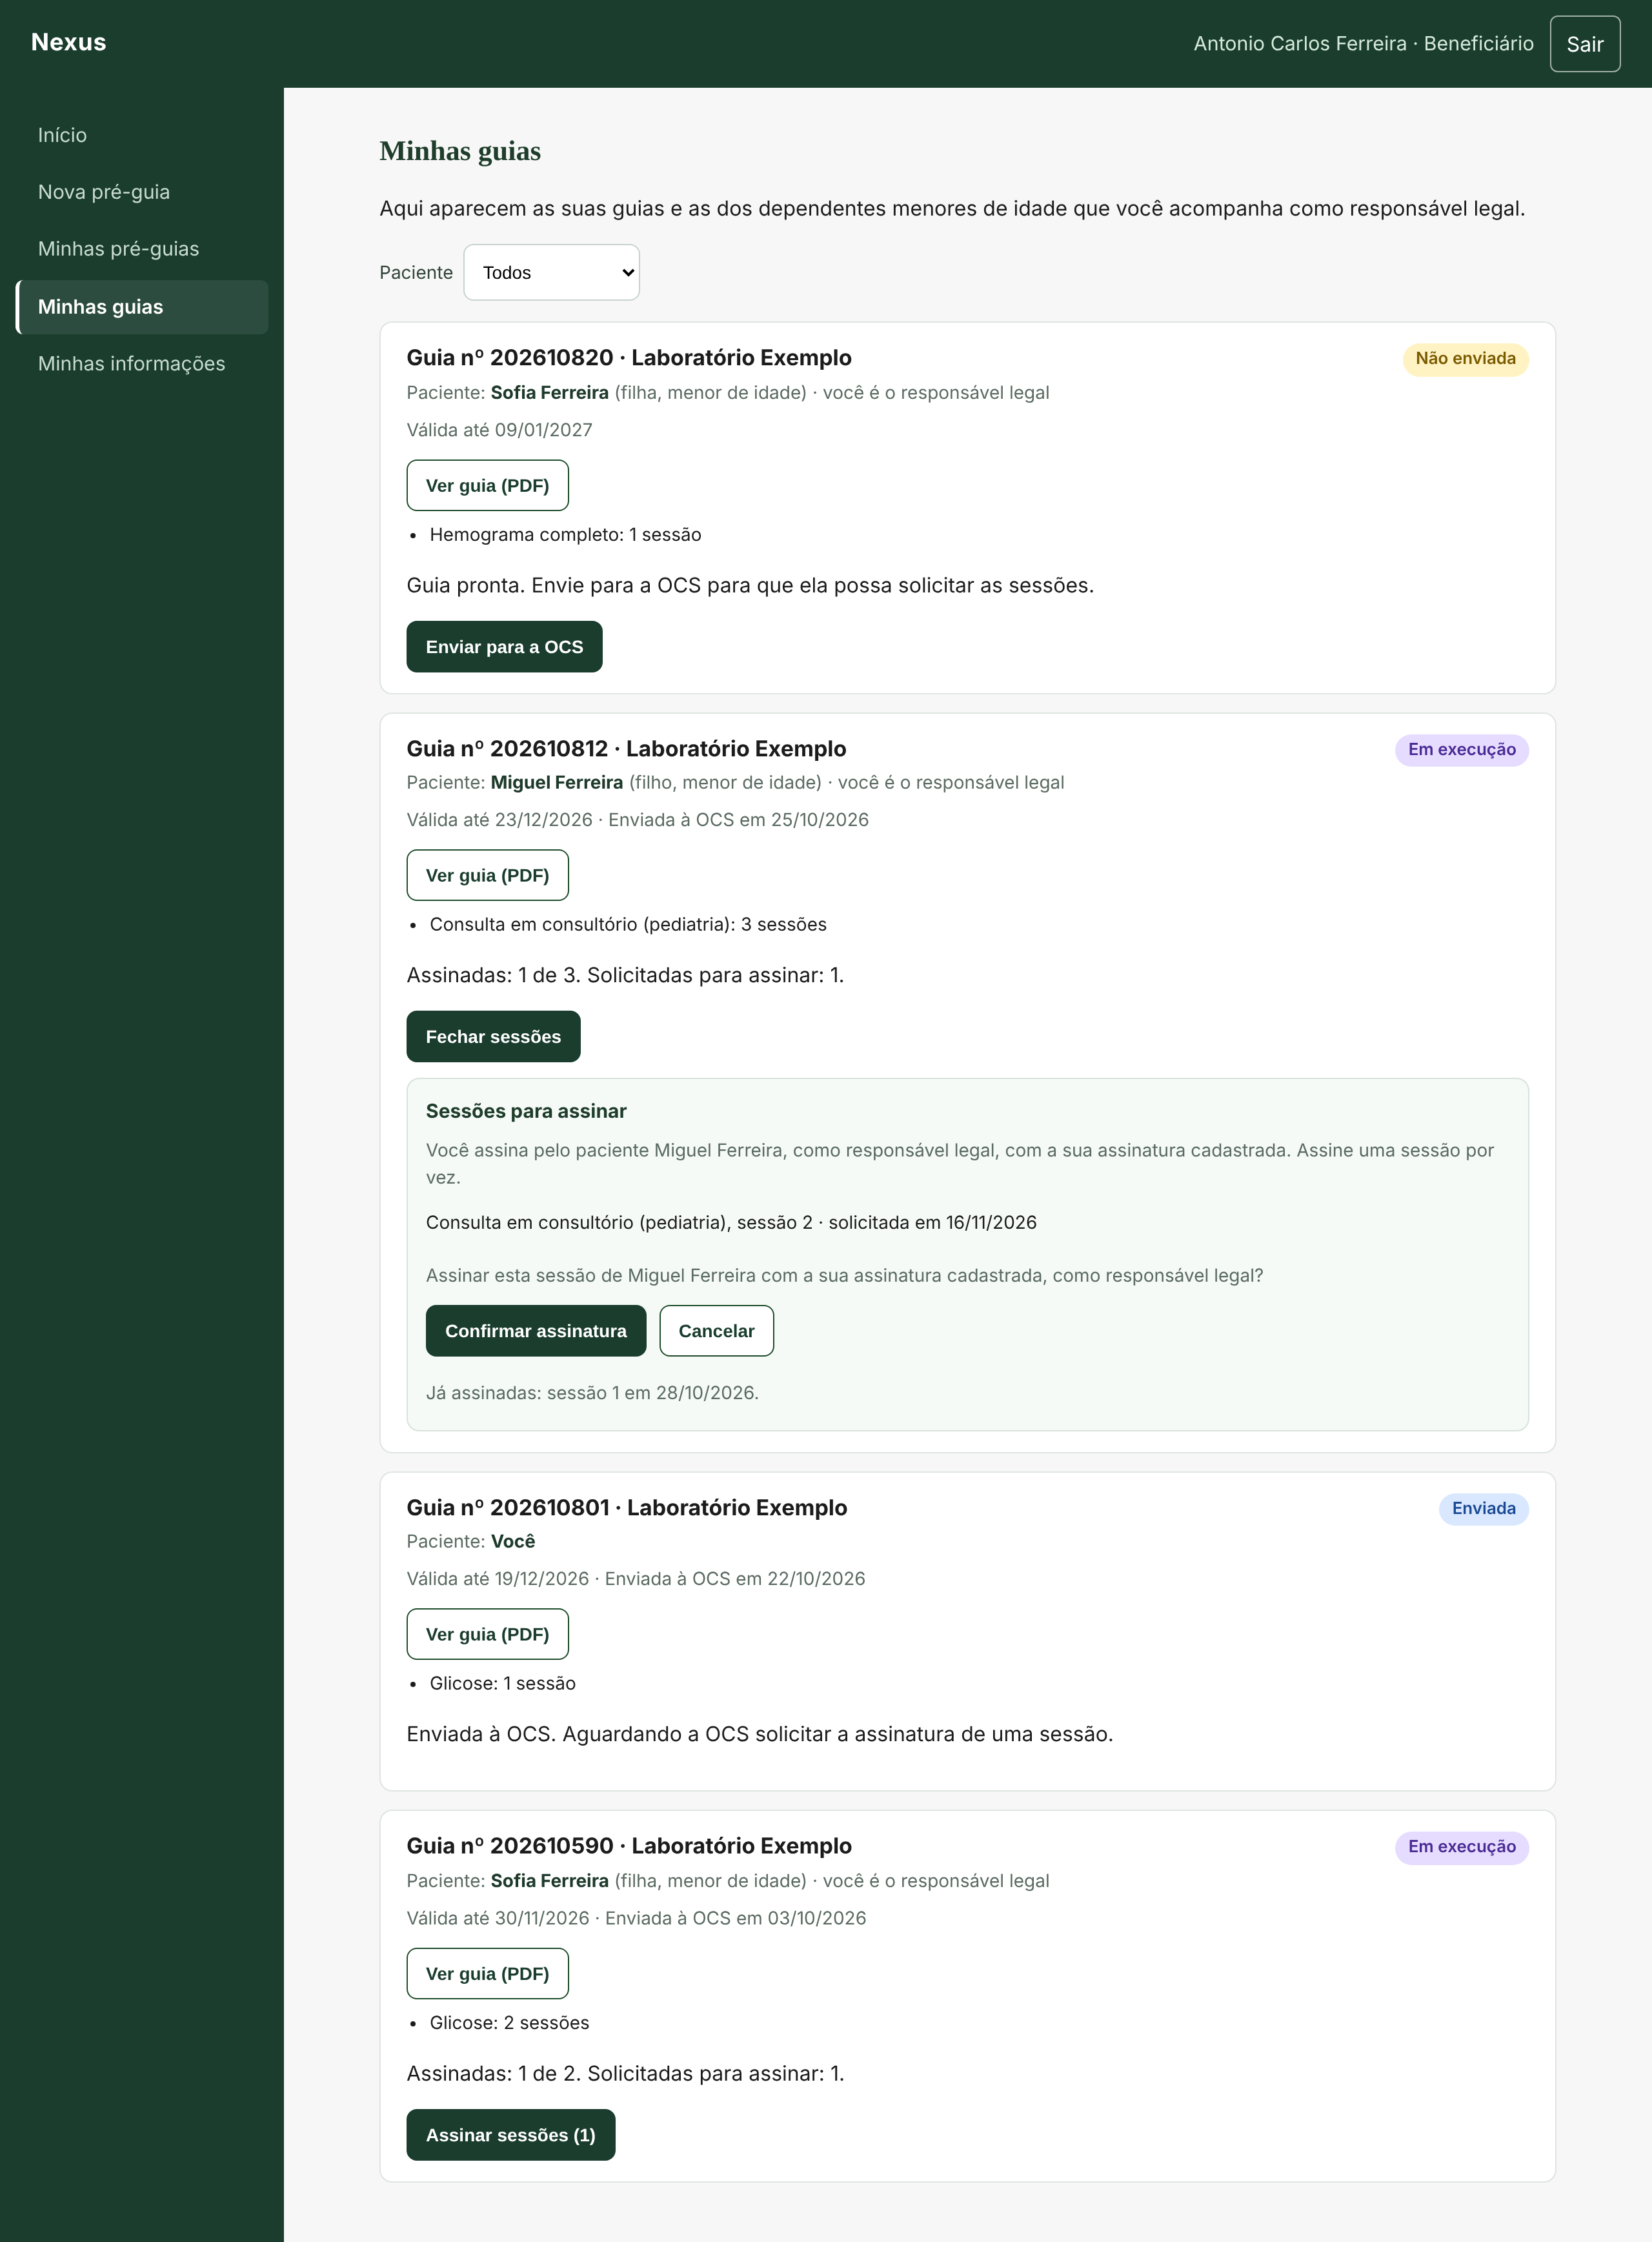 Nexus
Antonio Carlos Ferreira · Beneficiário
Sair
Início
Nova pré-guia
Minhas pré-guias
Minhas guias
Minhas informações
Minhas guias
Aqui aparecem as suas guias e as dos dependentes menores de idade que você acompanha como responsável legal.
Paciente
Todos
Guia nº 202610820 · Laboratório Exemplo
Não enviada
Paciente: Sofia Ferreira (filha, menor de idade) · você é o responsável legal
Válida até 09/01/2027
Ver guia (PDF)
• Hemograma completo: 1 sessão
Guia pronta. Envie para a OCS para que ela possa solicitar as sessões.
Enviar para a OCS
Guia nº 202610812 · Laboratório Exemplo
Em execução
Paciente: Miguel Ferreira (filho, menor de idade) · você é o responsável legal
Válida até 23/12/2026 · Enviada à OCS em 25/10/2026
Ver guia (PDF)
• Consulta em consultório (pediatria): 3 sessões
Assinadas: 1 de 3. Solicitadas para assinar: 1.
Fechar sessões
Sessões para assinar
Você assina pelo paciente Miguel Ferreira, como responsável legal, com a sua assinatura cadastrada. Assine uma sessão por
vez.
Consulta em consultório (pediatria), sessão 2 · solicitada em 16/11/2026
Assinar esta sessão de Miguel Ferreira com a sua assinatura cadastrada, como responsável legal?
Confirmar assinatura
Cancelar
Já assinadas: sessão 1 em 28/10/2026.
Guia nº 202610801 · Laboratório Exemplo
Enviada
Paciente: Você
Válida até 19/12/2026 · Enviada à OCS em 22/10/2026
Ver guia (PDF)
• Glicose: 1 sessão
Enviada à OCS. Aguardando a OCS solicitar a assinatura de uma sessão.
Guia nº 202610590 · Laboratório Exemplo
Em execução
Paciente: Sofia Ferreira (filha, menor de idade) · você é o responsável legal
Válida até 30/11/2026 · Enviada à OCS em 03/10/2026
Ver guia (PDF)
• Glicose: 2 sessões
Assinadas: 1 de 2. Solicitadas para assinar: 1.
Assinar sessões (1)